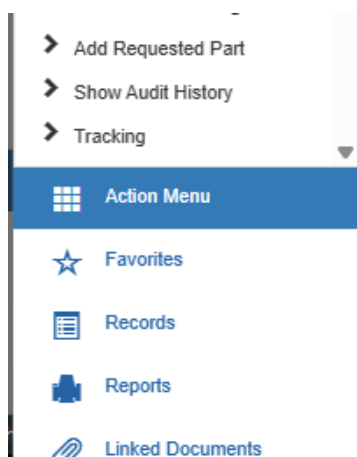 Add Requested Part
Show Audit History
Tracking
Action Menu
Favorites
Records
Reports
Linked Documents